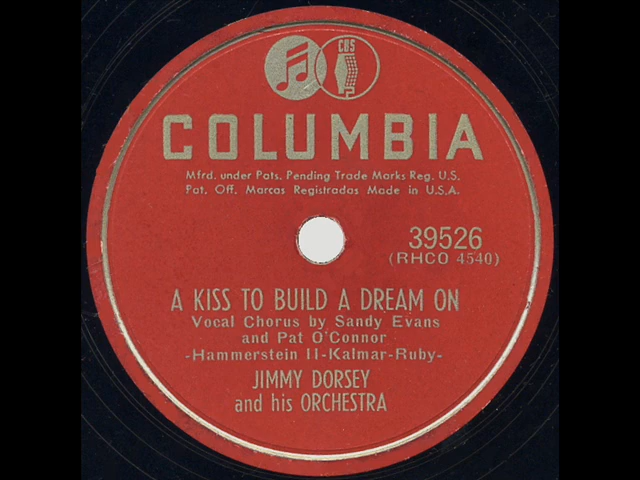 CBS
COLUMBIA
Mfrd. under Pats. Pending Trade Marks Reg. U.S.
Pat. Off. Marcas Registradas Made in U.S.A.
39526
(RHCO 4540)
A KISS TO BUILD A DREAM ON
Vocal Chorus by Sandy Evans
and Pat O'Connor
-Hammerstein II-Kalmar-Ruby-
JIMMY DORSEY
and his ORCHESTRA